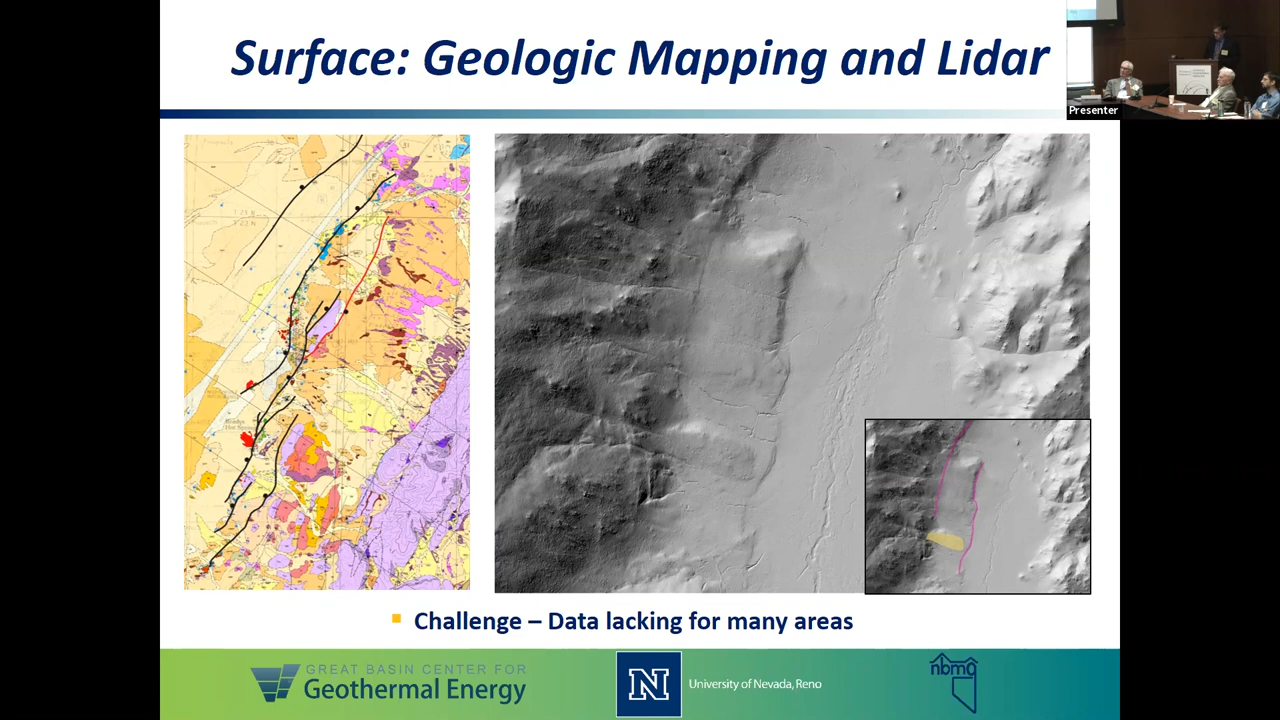 Surface: Geologic Mapping and Lidar
Presenter
Challenge – Data lacking for many areas
GREAT BASIN CENTER FOR
Geothermal Energy
N
University of Nevada, Reno
nbmg